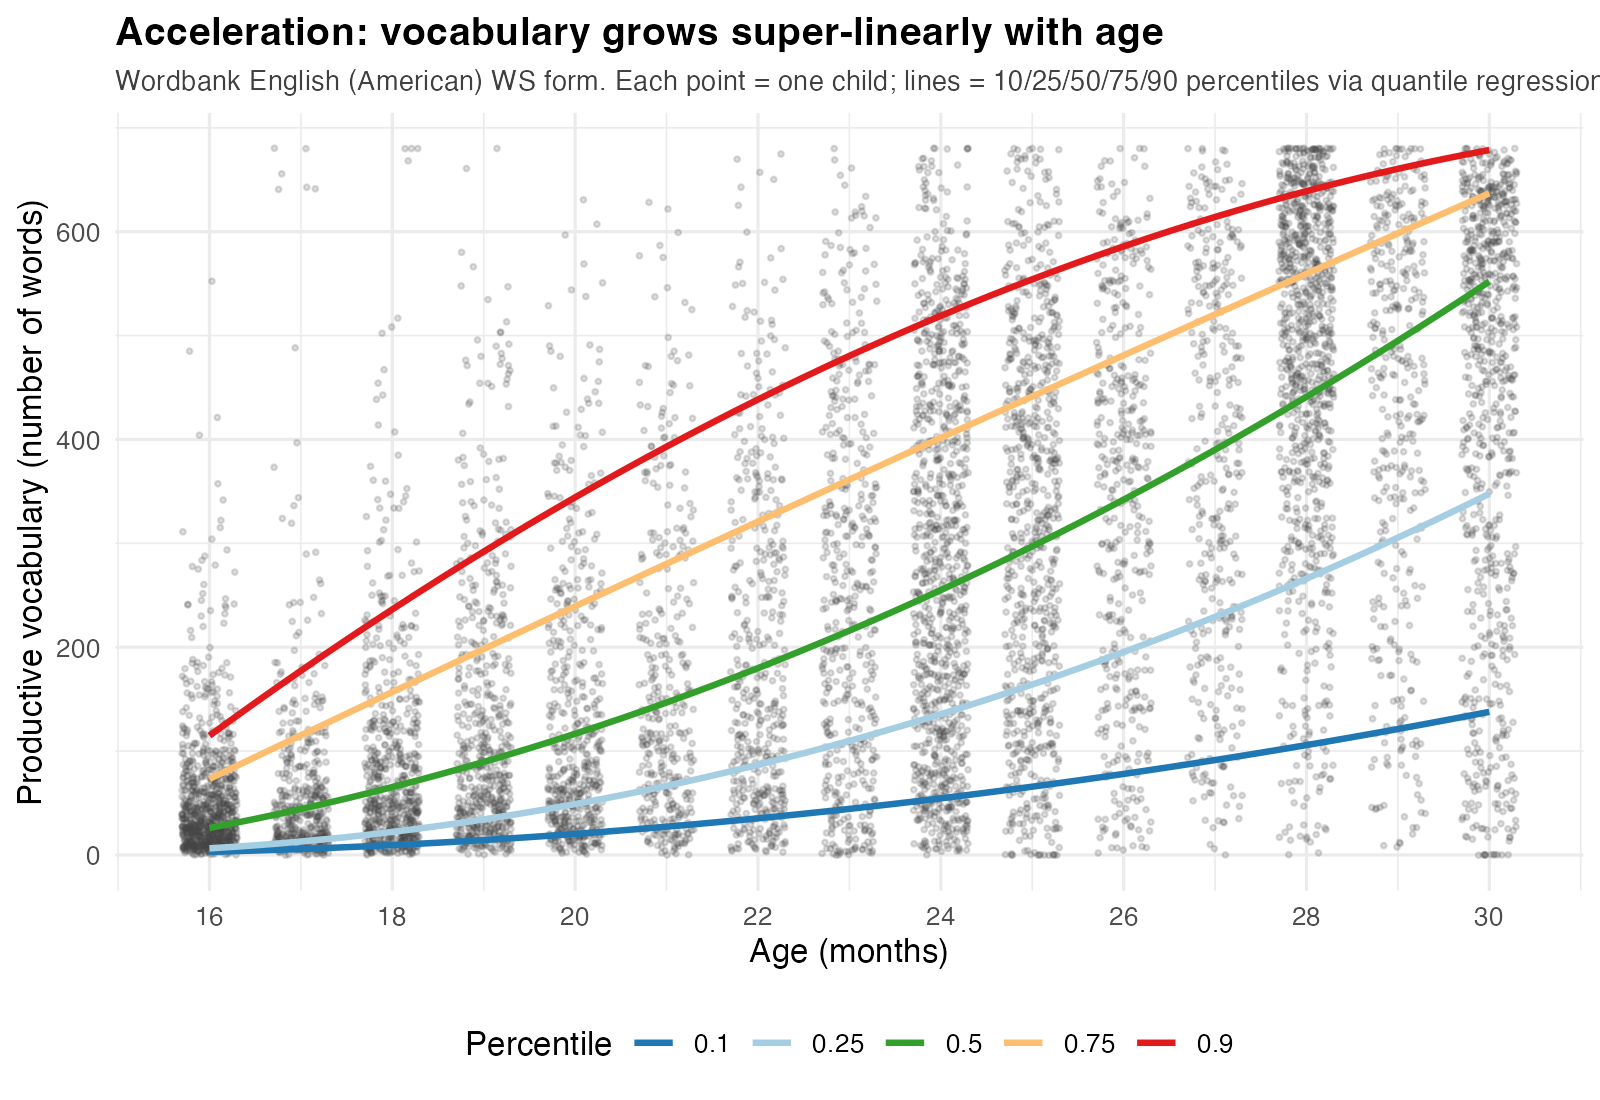 Acceleration: vocabulary grows super-linearly with age
Wordbank English (American) WS form. Each point = one child; lines = 10/25/50/75/90 percentiles via quantile regression
Productive vocabulary (number of words)
600
400
200
0
16 18 20 22 24 26 28 30
Age (months)
Percentile 0.1 0.25 0.5 0.75 0.9